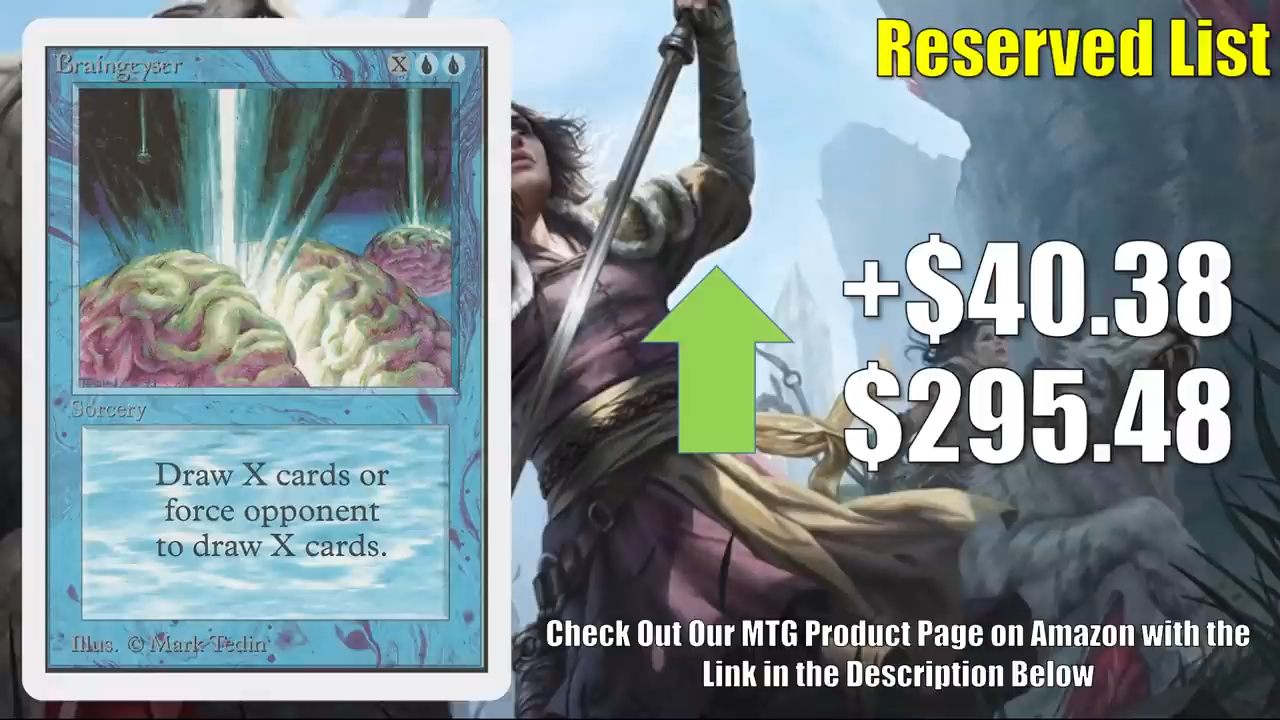 Braingeyser X
Reserved List
+$40.38
$295.48
Sorcery
Draw X cards or
force opponent
to draw X cards.
Illus. © Mark Tedin
Check Out Our MTG Product Page on Amazon with the
Link in the Description Below